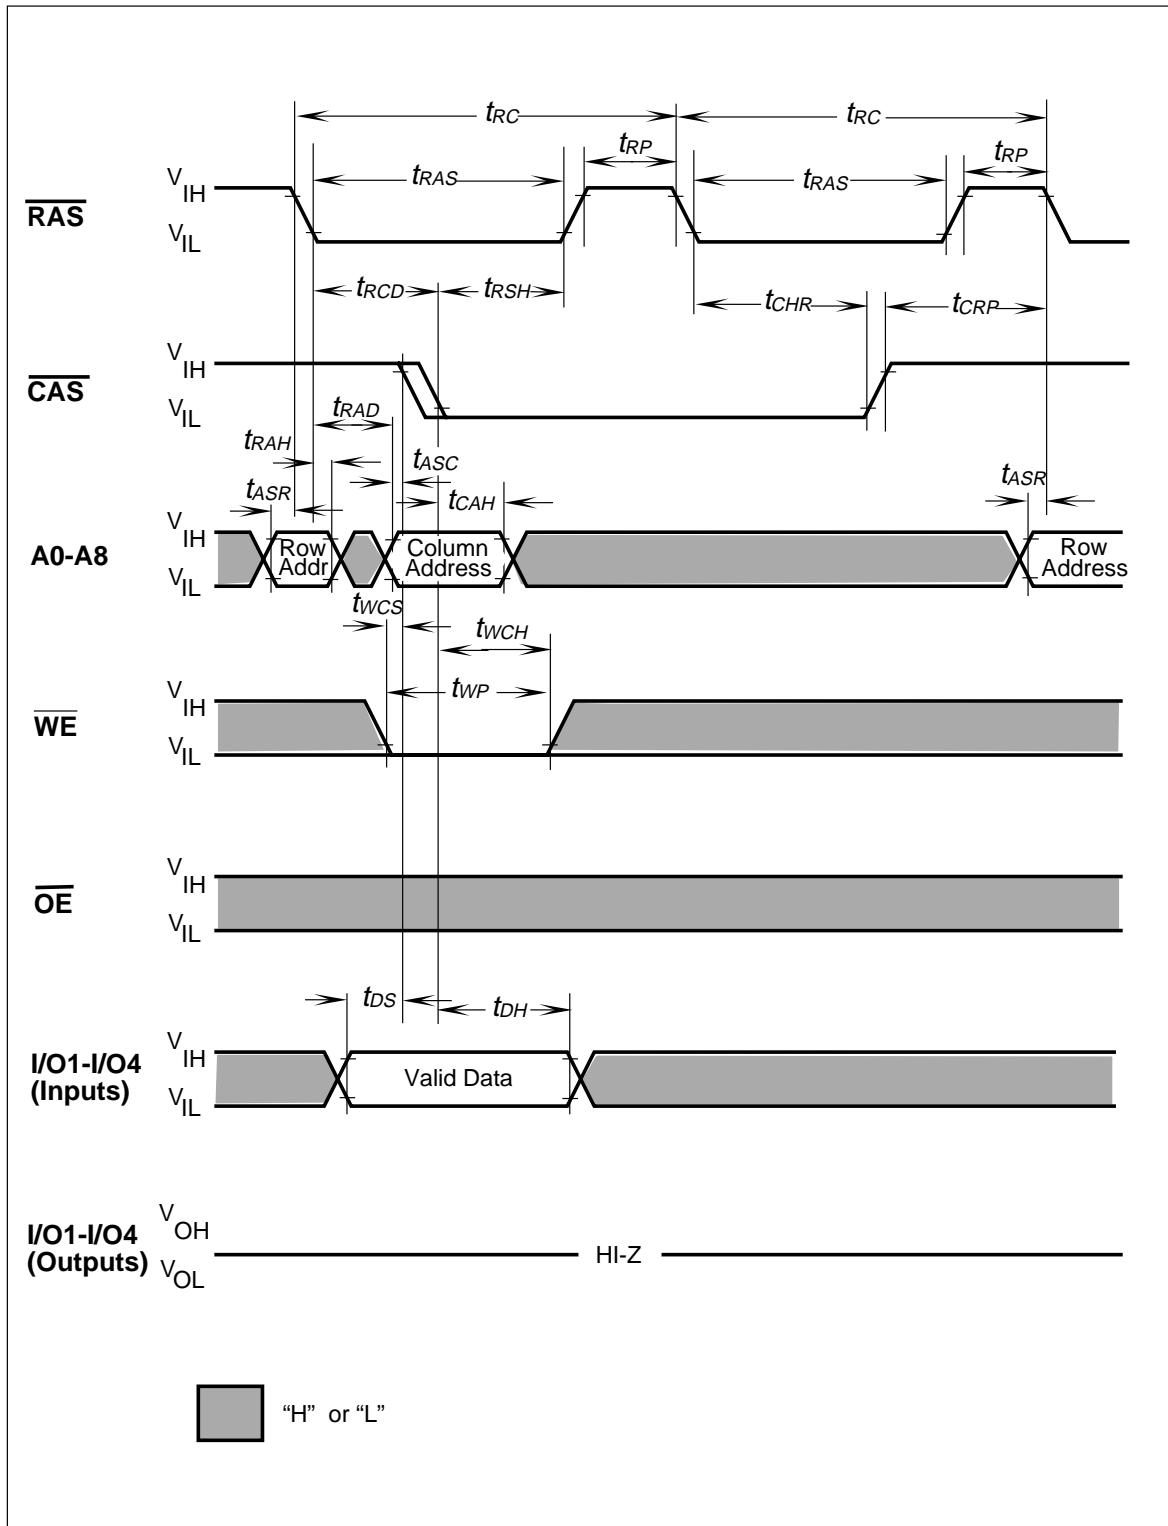 tRC tRC
tRP tRP
tRAS tRAS
RAS VIH
VIL
tRCD tRSH tCHR tCRP
CAS VIH
VIL
tRAD
tRAH tASC
tASR tCAH tASR
A0-A8 VIH
VIL
Row
Addr
Column
Address
Row
Address
tWCS
tWCH
tWP
WE VIH
VIL
OE VIH
VIL
tDS tDH
I/O1-I/O4
(Inputs)
VIH
VIL
Valid Data
I/O1-I/O4
(Outputs)
VOH
VOL
HI-Z
“H” or “L”